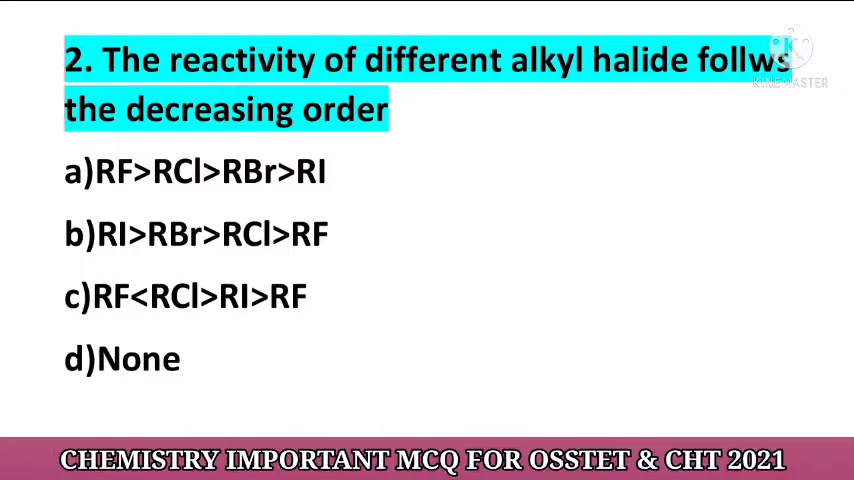 2. The reactivity of different alkyl halide follws
the decreasing order
a)RF>RCl>RBr>RI
b)RI>RBr>RCl>RF
c)RF<RCl>RI>RF
d)None
K
KINEMASTER
CHEMISTRY IMPORTANT MCQ FOR OSSTET & CHT 2021